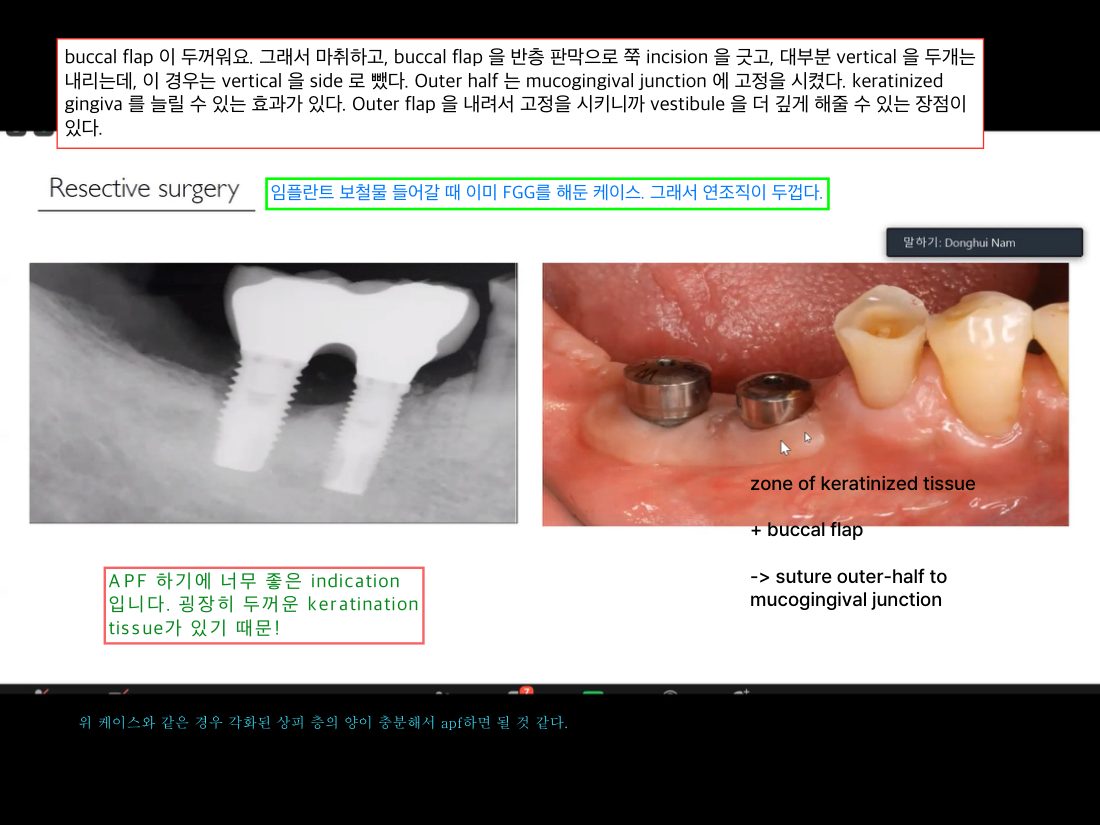 buccal flap 이 두꺼워요. 그래서 마취하고, buccal flap 을 반층 판막으로 쭉 incision 을 긋고, 대부분 vertical 을 두개는
내리는데, 이 경우는 vertical 을 side 로 뺐다. Outer half 는 mucogingival junction 에 고정을 시켰다. keratinized
gingiva 를 늘릴 수 있는 효과가 있다. Outer flap 을 내려서 고정을 시키니까 vestibule 을 더 깊게 해줄 수 있는 장점이
있다.
Resective surgery
임플란트 보철물 들어갈 때 이미 FGG를 해둔 케이스. 그래서 연조직이 두껍다.
말하기: Donghui Nam
zone of keratinized tissue
+ buccal flap
-> suture outer-half to
mucogingival junction
APF 하기에 너무 좋은 indication
입니다. 굉장히 두꺼운 keratination
tissue가 있기 때문!
7
위 케이스와 같은 경우 각화된 상피 층의 양이 충분해서 apf하면 될 것 같다.